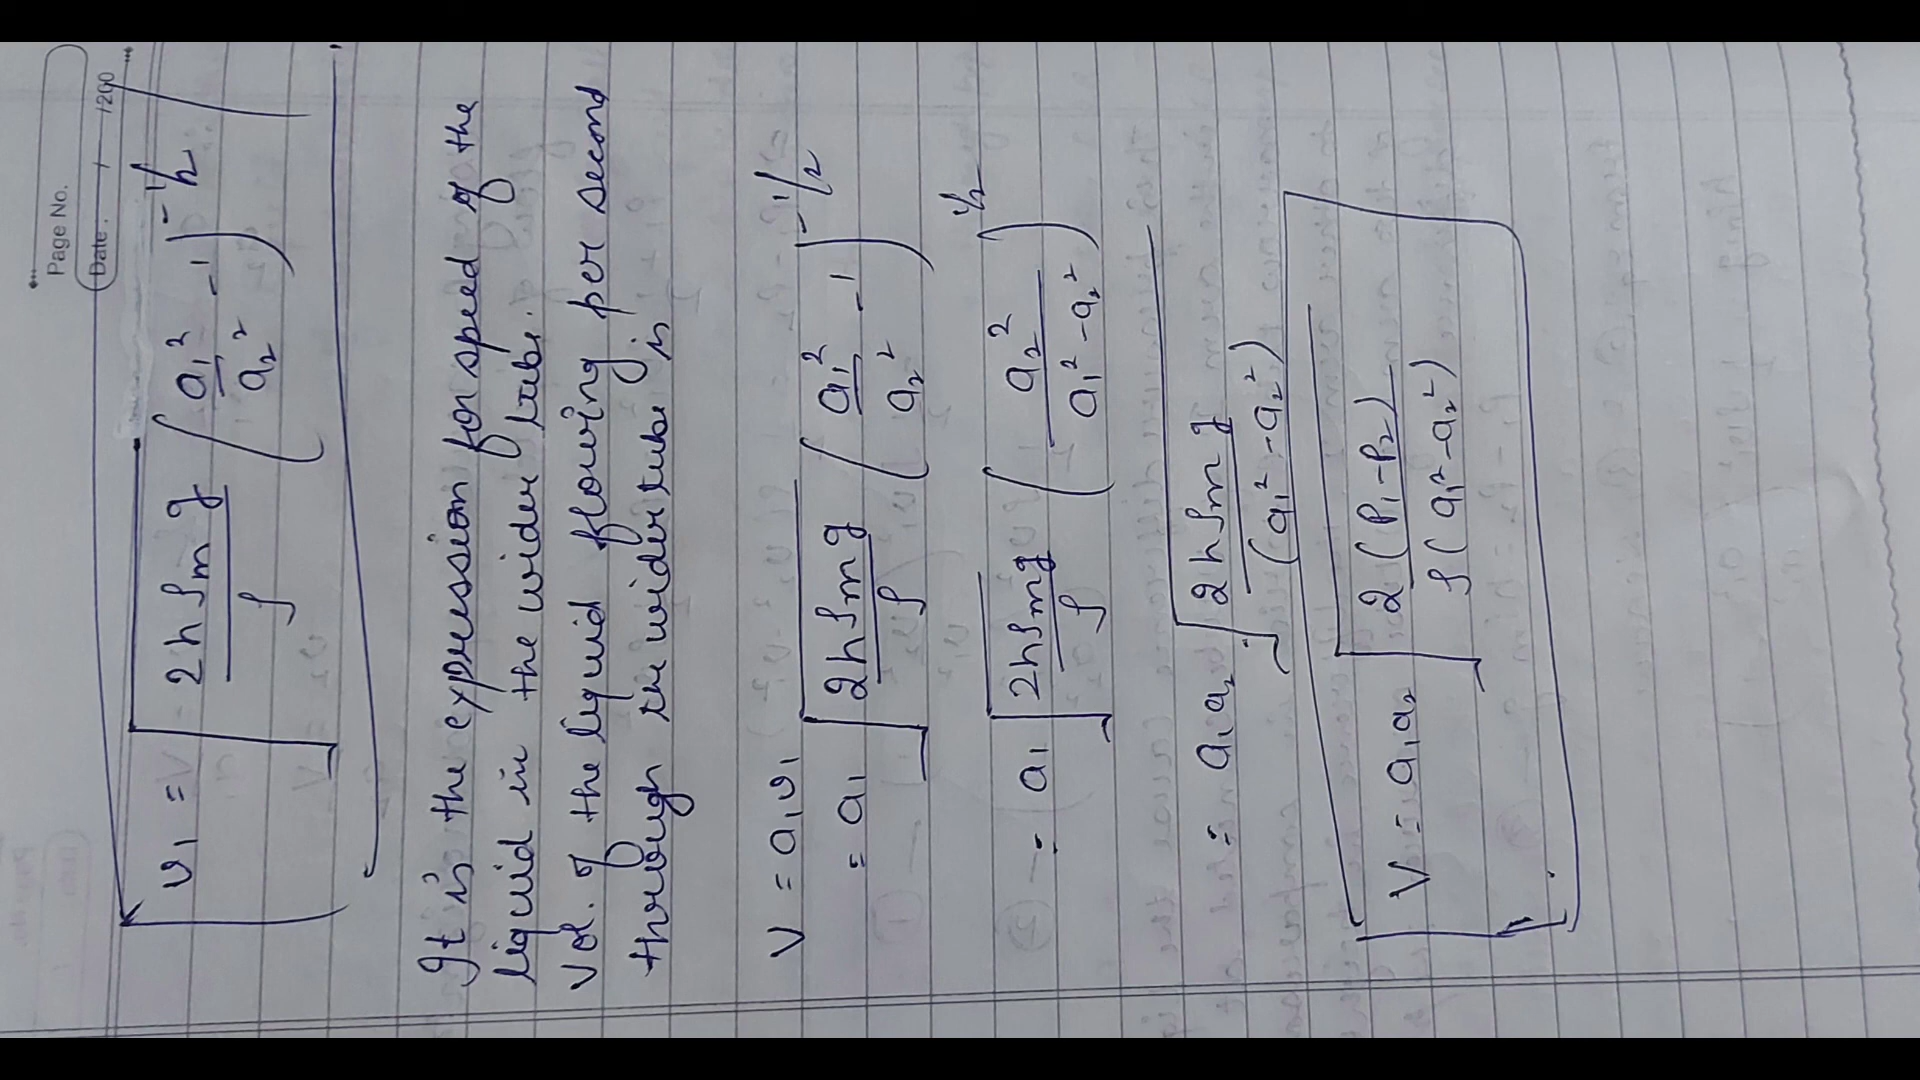 Page No.
Date: / /200
v₁ = √(2hρₘg/ρ) (a₁²/a₂² - 1)^-1/2
It is the expression for speed of the
liquid in the wider tube.
Vol. of the liquid flowing per second
through the wider tube is
V = a₁v₁
= a₁ √(2hρₘg/ρ) (a₁²/a₂² - 1)^-1/2
= a₁ √(2hρₘg/ρ) (a₂²/a₁² - a₂²)^1/2
= a₁a₂ √(2hρₘg/(a₁² - a₂²))
V = a₁a₂ √(2(P₁ - P₂)/ρ(a₁² - a₂²))